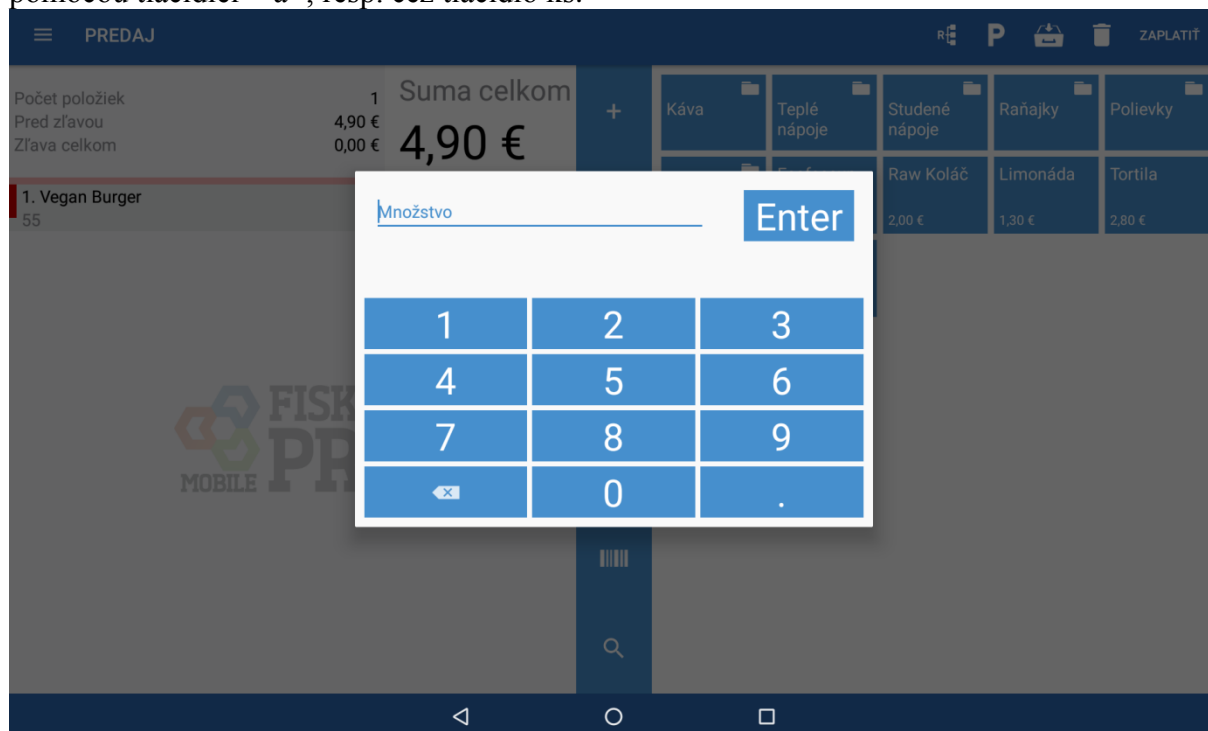 PREDAJ
R
P
ZAPLATIŤ
Počet položiek 1
Pred zľavou 4,90 €
Zľava celkom 0,00 €
Suma celkom
4,90 €
+
Káva
Teplé
nápoje
Studené
nápoje
Raňajky
Polievky
Raw Koláč
2,00 €
Limonáda
1,30 €
Tortila
2,80 €
1. Vegan Burger
55
Množstvo
Enter
1 2 3
4 5 6
7 8 9
0 .
MOBILE